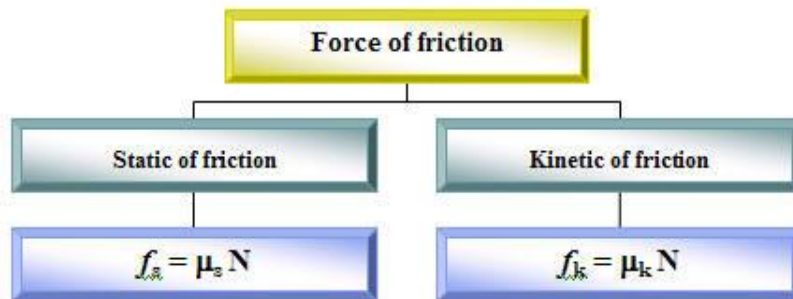 Force of friction
Static of friction
Kinetic of friction
fₛ = μₛ N
fₖ = μₖ N